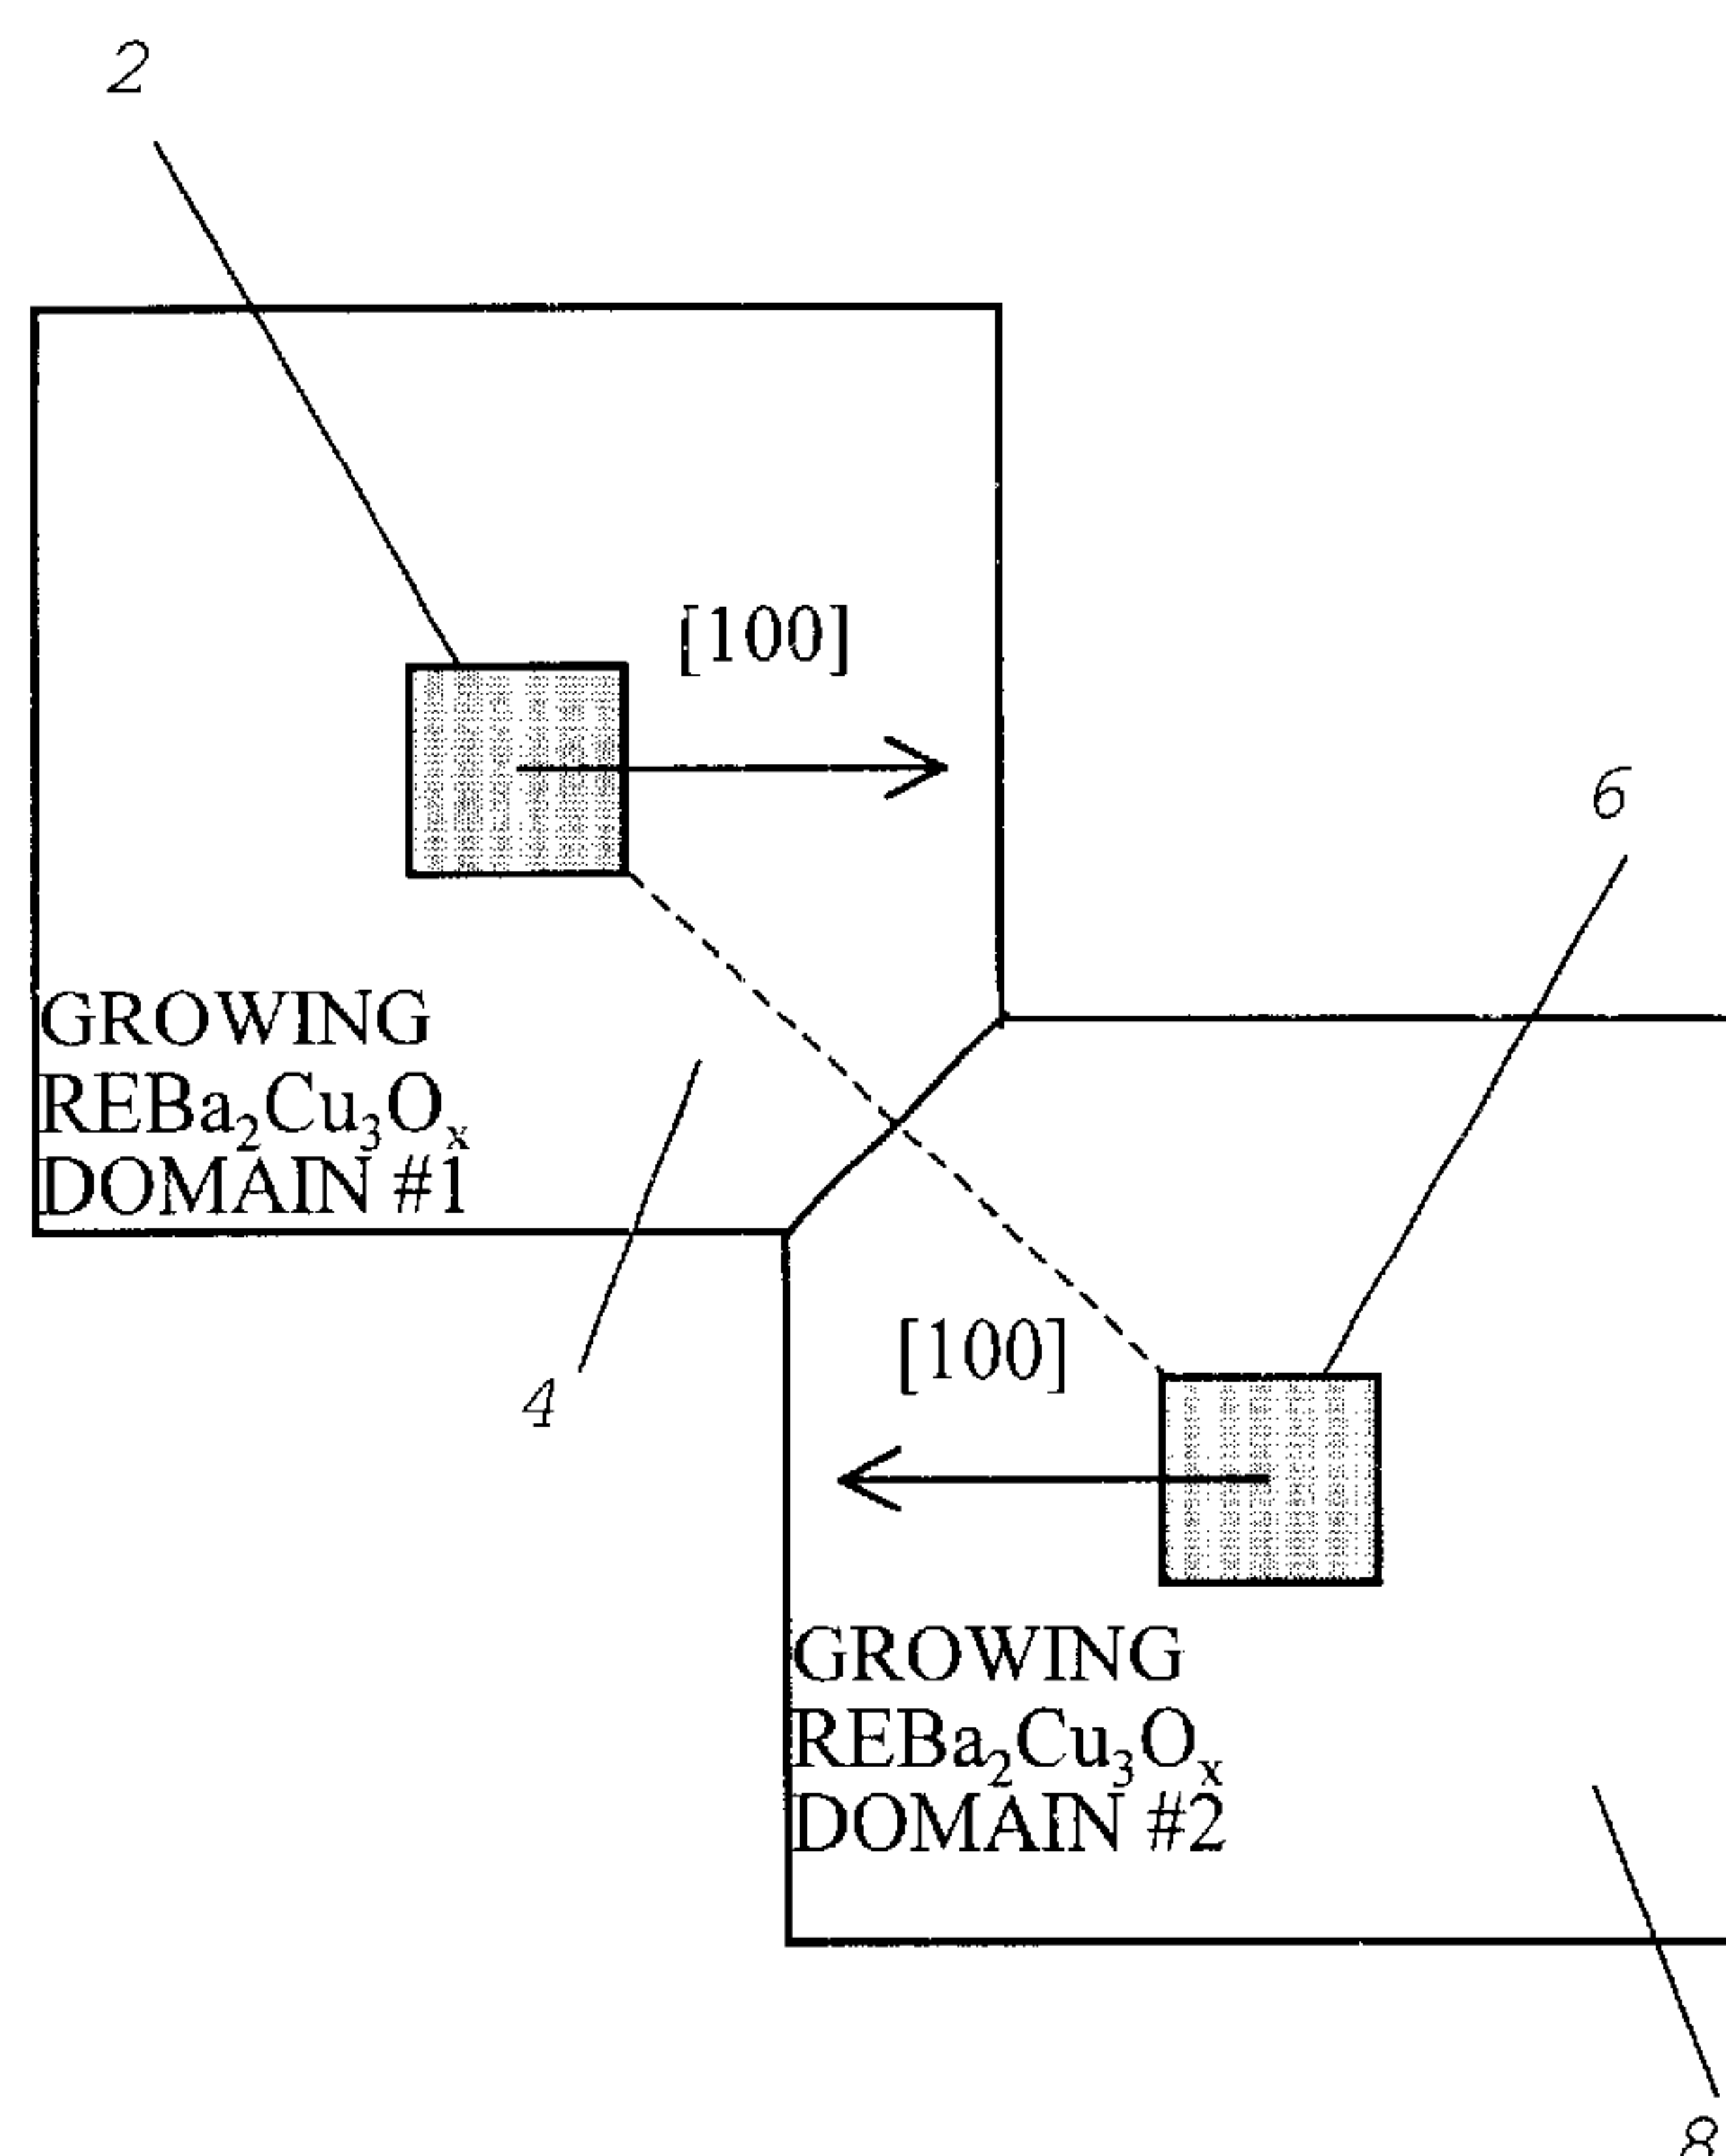 2
[100]
6
GROWING
REBa₂Cu₃Oₓ
DOMAIN #1
[100]
4
GROWING
REBa₂Cu₃Oₓ
DOMAIN #2
8